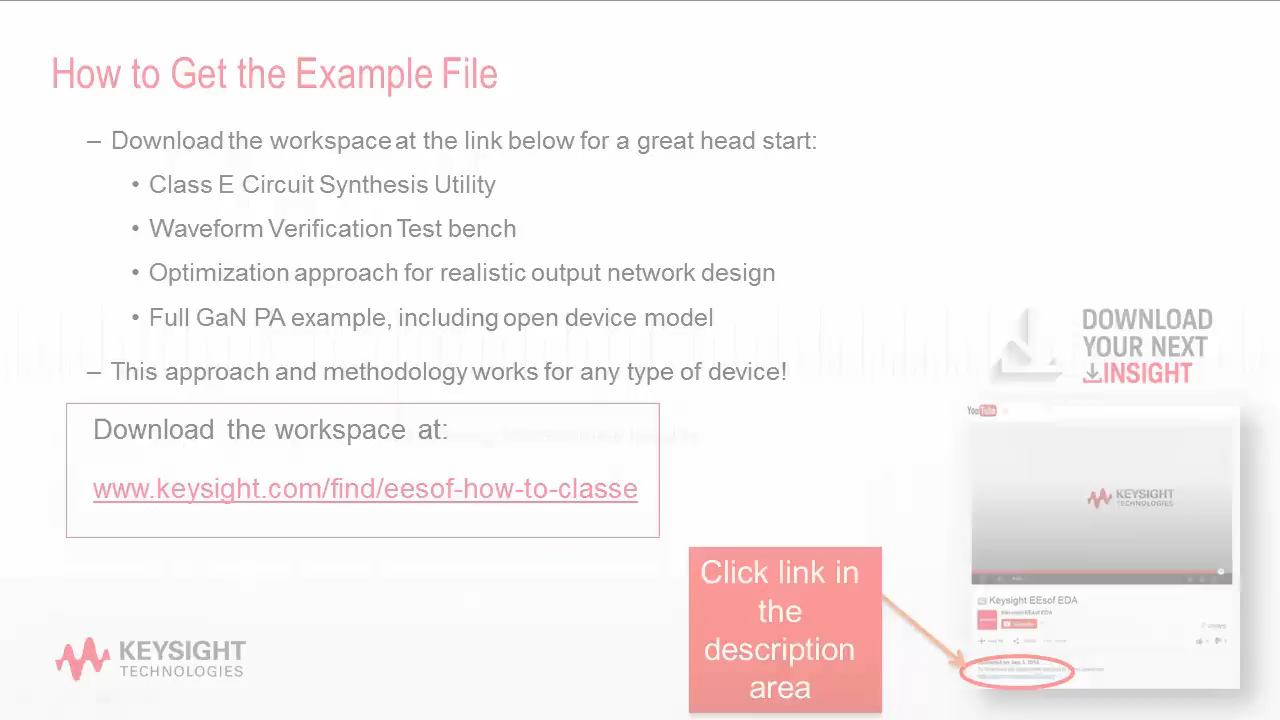 How to Get the Example File
– Download the workspace at the link below for a great head start:
• Class E Circuit Synthesis Utility
• Waveform Verification Test bench
• Optimization approach for realistic output network design
• Full GaN PA example, including open device model
– This approach and methodology works for any type of device!
Download the workspace at:
www.keysight.com/find/eesof-how-to-classe
DOWNLOAD
YOUR NEXT
INSIGHT
YouTube
KEYSIGHT
TECHNOLOGIES
Keysight EEsof EDA
Click link in
the
description
area
KEYSIGHT
TECHNOLOGIES